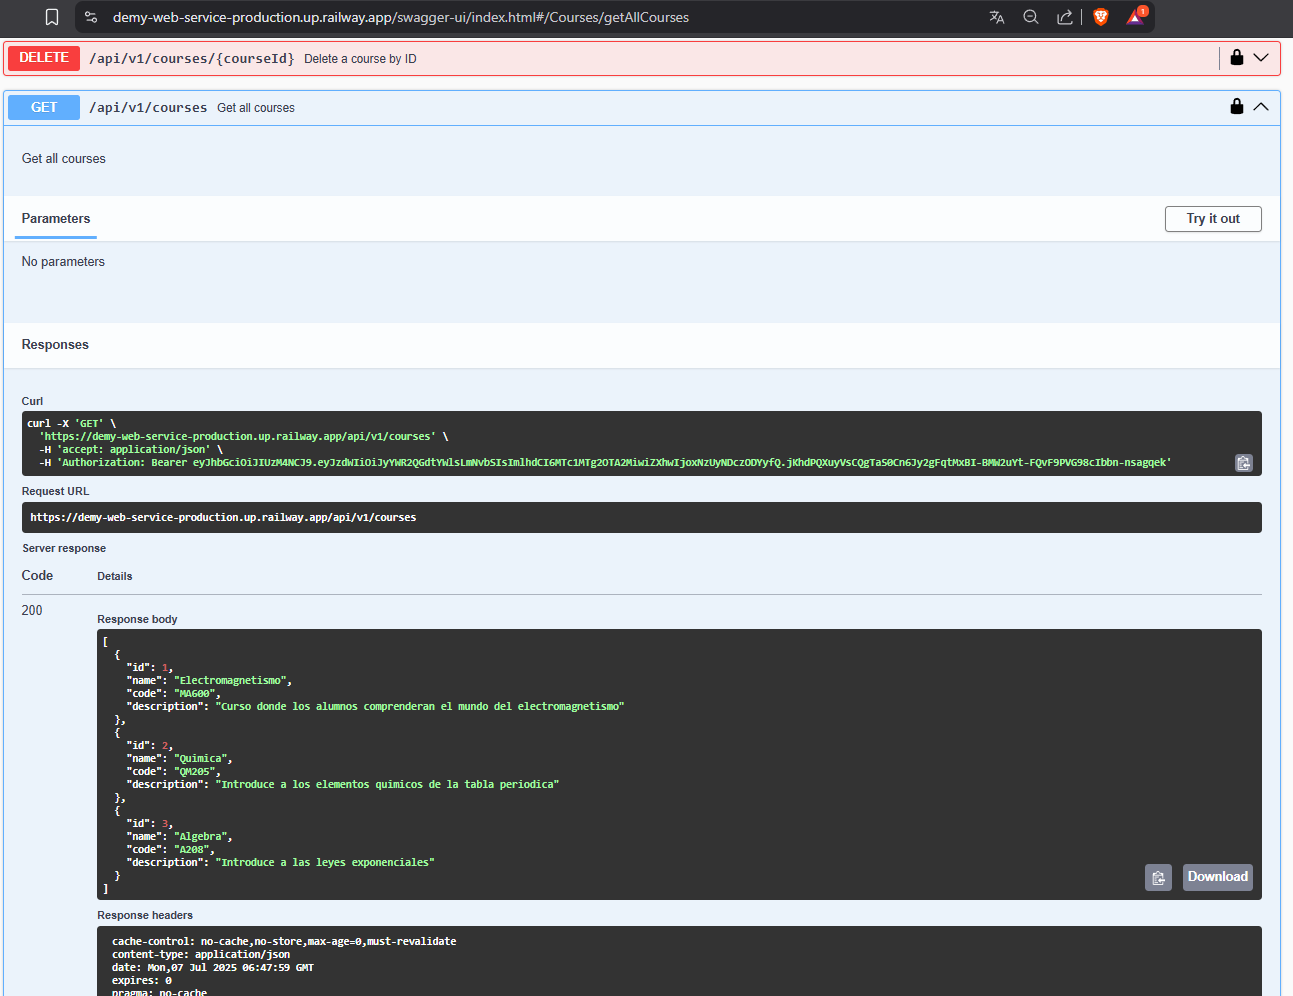 demy-web-service-production.up.railway.app/swagger-ui/index.html#/Courses/getAllCourses
1
DELETE /api/v1/courses/{courseId} Delete a course by ID
GET /api/v1/courses Get all courses
Get all courses
Parameters
Try it out
No parameters
Responses
Curl
curl -X 'GET' \
'https://demy-web-service-production.up.railway.app/api/v1/courses' \
-H 'accept: application/json' \
-H 'Authorization: Bearer
Request URL
https://demy-web-service-production.up.railway.app/api/v1/courses
Server response
Code Details
200
Response body
[
{
"id": 1,
"name": "Electromagnetismo",
"code": "MA600",
"description": "Curso donde los alumnos comprenderan el mundo del electromagnetismo"
},
{
"id": 2,
"name": "Quimica",
"code": "QM205",
"description": "Introduce a los elementos quimicos de la tabla periodica"
},
{
"id": 3,
"name": "Algebra",
"code": "A208",
"description": "Introduce a las leyes exponenciales"
}
]
Download
Response headers
cache-control: no-cache,no-store,max-age=0,must-revalidate
content-type: application/json
date: Mon,07 Jul 2025 06:47:59 GMT
expires: 0
pragma: no-cache